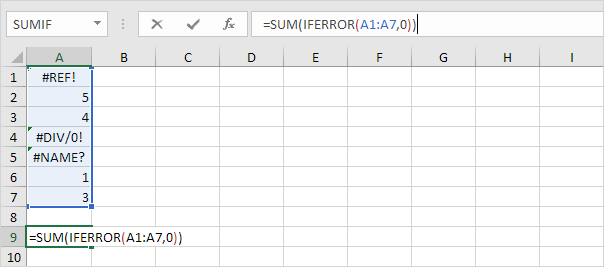 SUMIF fx =SUM(IFERROR(A1:A7,0))
A B C D E F G H I
1 #REF!
2 5
3 4
4 #DIV/0!
5 #NAME?
6 1
7 3
8
9 =SUM(IFERROR(A1:A7,0))
10